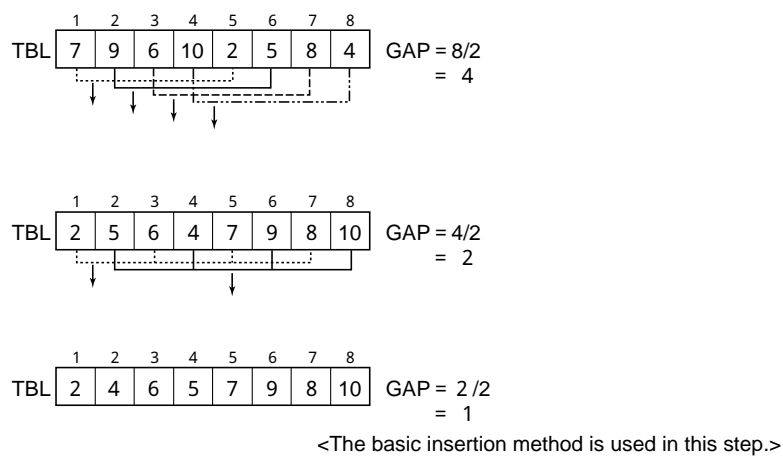 1 2 3 4 5 6 7 8
TBL 7 9 6 10 2 5 8 4 GAP = 8/2
= 4
1 2 3 4 5 6 7 8
TBL 2 5 6 4 7 9 8 10 GAP = 4/2
= 2
1 2 3 4 5 6 7 8
TBL 2 4 6 5 7 9 8 10 GAP = 2 /2
= 1
<The basic insertion method is used in this step.>